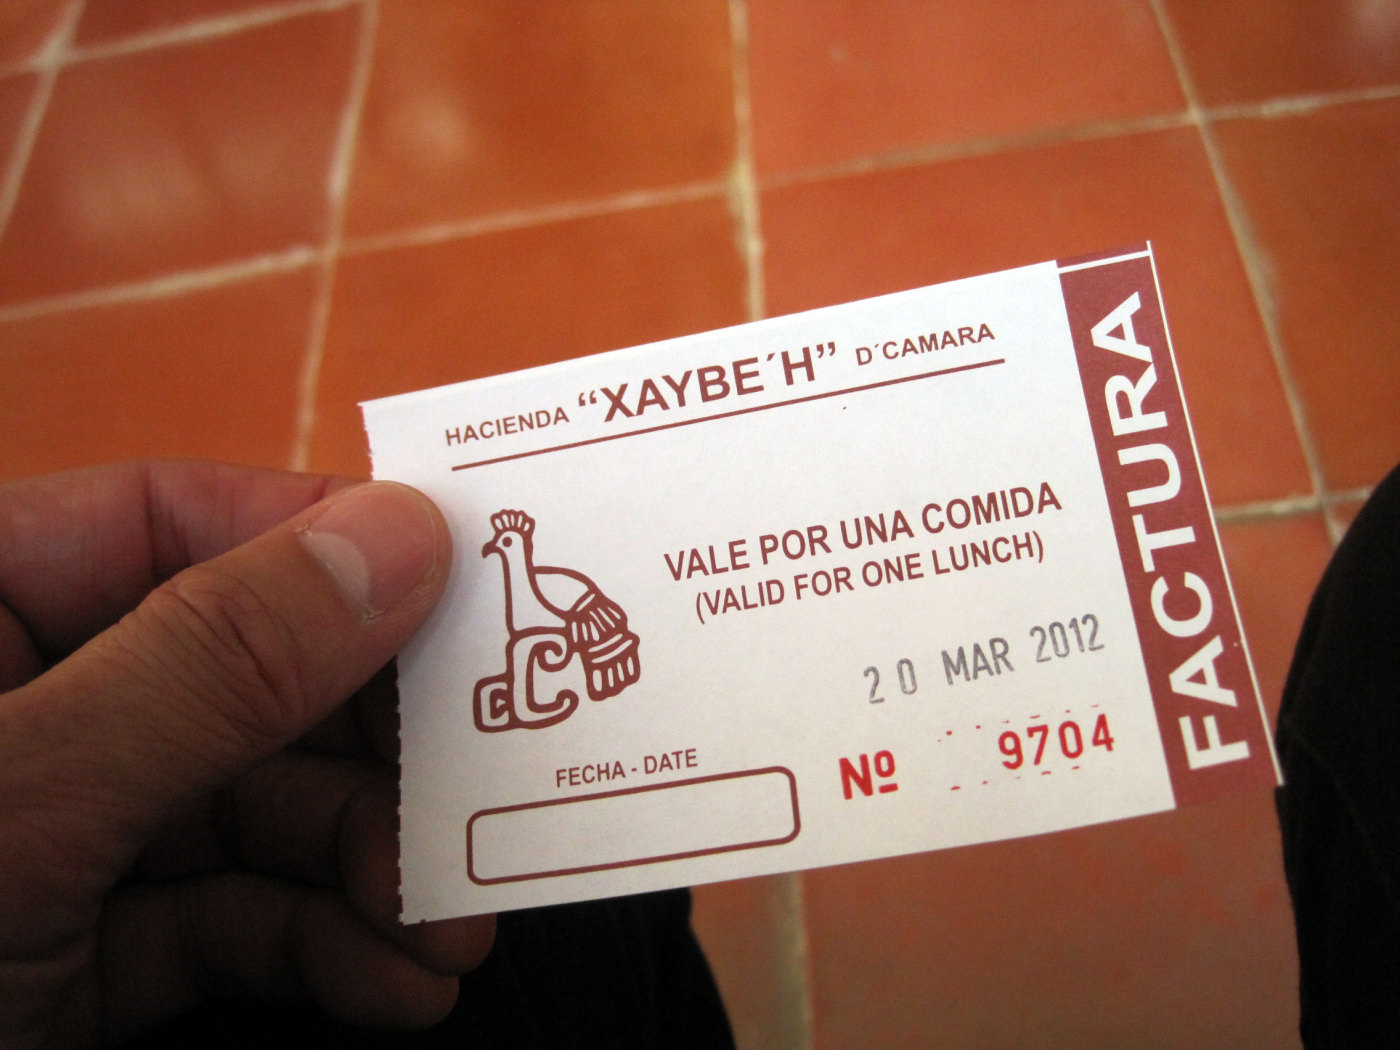 HACIENDA “XAYBE´H” D´CAMARA
VALE POR UNA COMIDA
(VALID FOR ONE LUNCH)
20 MAR 2012
FECHA - DATE
Nº 9704
FACTURA